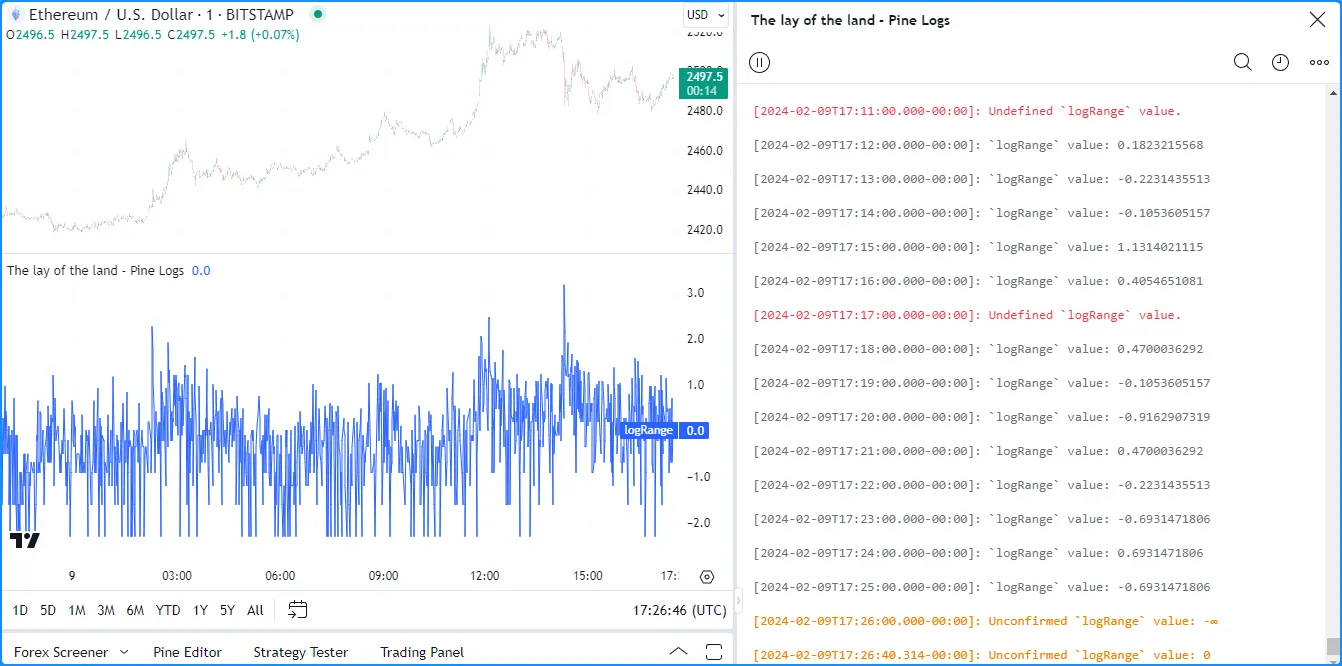 Ethereum / U.S. Dollar · 1 · BITSTAMP
USD
O2496.5 H2497.5 L2496.5 C2497.5 +1.8 (+0.07%)
2520.0
2500.0
2497.5
00:14
2480.0
2460.0
2440.0
2420.0
The lay of the land - Pine Logs 0.0
3.0
2.0
1.0
logRange 0.0
−1.0
−2.0
9 03:00 06:00 09:00 12:00 15:00 17:
1D 5D 1M 3M 6M YTD 1Y 5Y All
17:26:46 (UTC)
Forex Screener Pine Editor Strategy Tester Trading Panel
The lay of the land - Pine Logs
[2024-02-09T17:11:00.000-00:00]: Undefined `logRange` value.
[2024-02-09T17:12:00.000-00:00]: `logRange` value: 0.1823215568
[2024-02-09T17:13:00.000-00:00]: `logRange` value: -0.2231435513
[2024-02-09T17:14:00.000-00:00]: `logRange` value: -0.1053605157
[2024-02-09T17:15:00.000-00:00]: `logRange` value: 1.1314021115
[2024-02-09T17:16:00.000-00:00]: `logRange` value: 0.4054651081
[2024-02-09T17:17:00.000-00:00]: Undefined `logRange` value.
[2024-02-09T17:18:00.000-00:00]: `logRange` value: 0.4700036292
[2024-02-09T17:19:00.000-00:00]: `logRange` value: -0.1053605157
[2024-02-09T17:20:00.000-00:00]: `logRange` value: -0.9162907319
[2024-02-09T17:21:00.000-00:00]: `logRange` value: 0.4700036292
[2024-02-09T17:22:00.000-00:00]: `logRange` value: -0.2231435513
[2024-02-09T17:23:00.000-00:00]: `logRange` value: -0.6931471806
[2024-02-09T17:24:00.000-00:00]: `logRange` value: 0.6931471806
[2024-02-09T17:25:00.000-00:00]: `logRange` value: -0.6931471806
[2024-02-09T17:26:00.000-00:00]: Unconfirmed `logRange` value: -∞
[2024-02-09T17:26:40.314-00:00]: Unconfirmed `logRange` value: 0